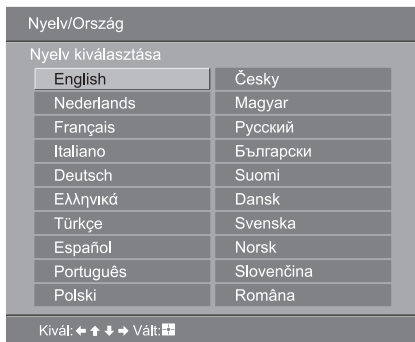 Nyelv/Ország
Nyelv kiválasztása
English
Nederlands
Français
Italiano
Deutsch
Ελληνικά
Türkçe
Español
Português
Polski
Česky
Magyar
Русский
Български
Suomi
Dansk
Svenska
Norsk
Slovenčina
Româna
Kivál:←↑↓→ Vált: